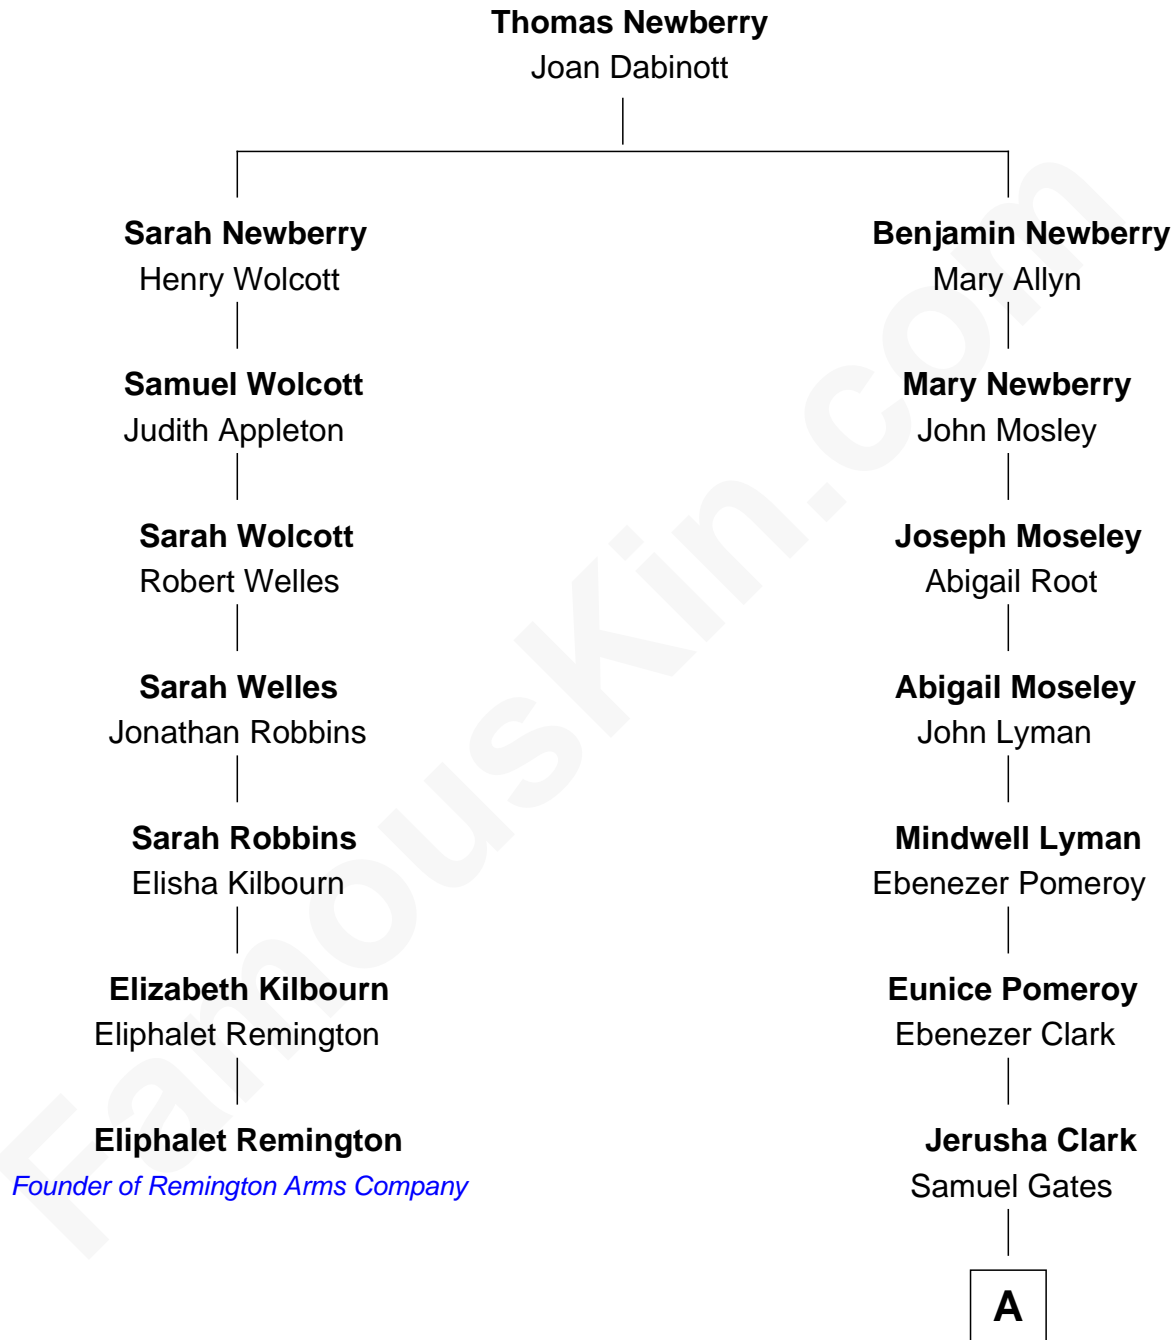 Thomas Newberry
Joan Dabinott
Sarah Newberry
Henry Wolcott
Samuel Wolcott
Judith Appleton
Sarah Wolcott
Robert Welles
Sarah Welles
Jonathan Robbins
Sarah Robbins
Elisha Kilbourn
Elizabeth Kilbourn
Eliphalet Remington
Eliphalet Remington
Founder of Remington Arms Company
Benjamin Newberry
Mary Allyn
Mary Newberry
John Mosley
Joseph Moseley
Abigail Root
Abigail Moseley
John Lyman
Mindwell Lyman
Ebenezer Pomeroy
Eunice Pomeroy
Ebenezer Clark
Jerusha Clark
Samuel Gates
A
FamousKin.com